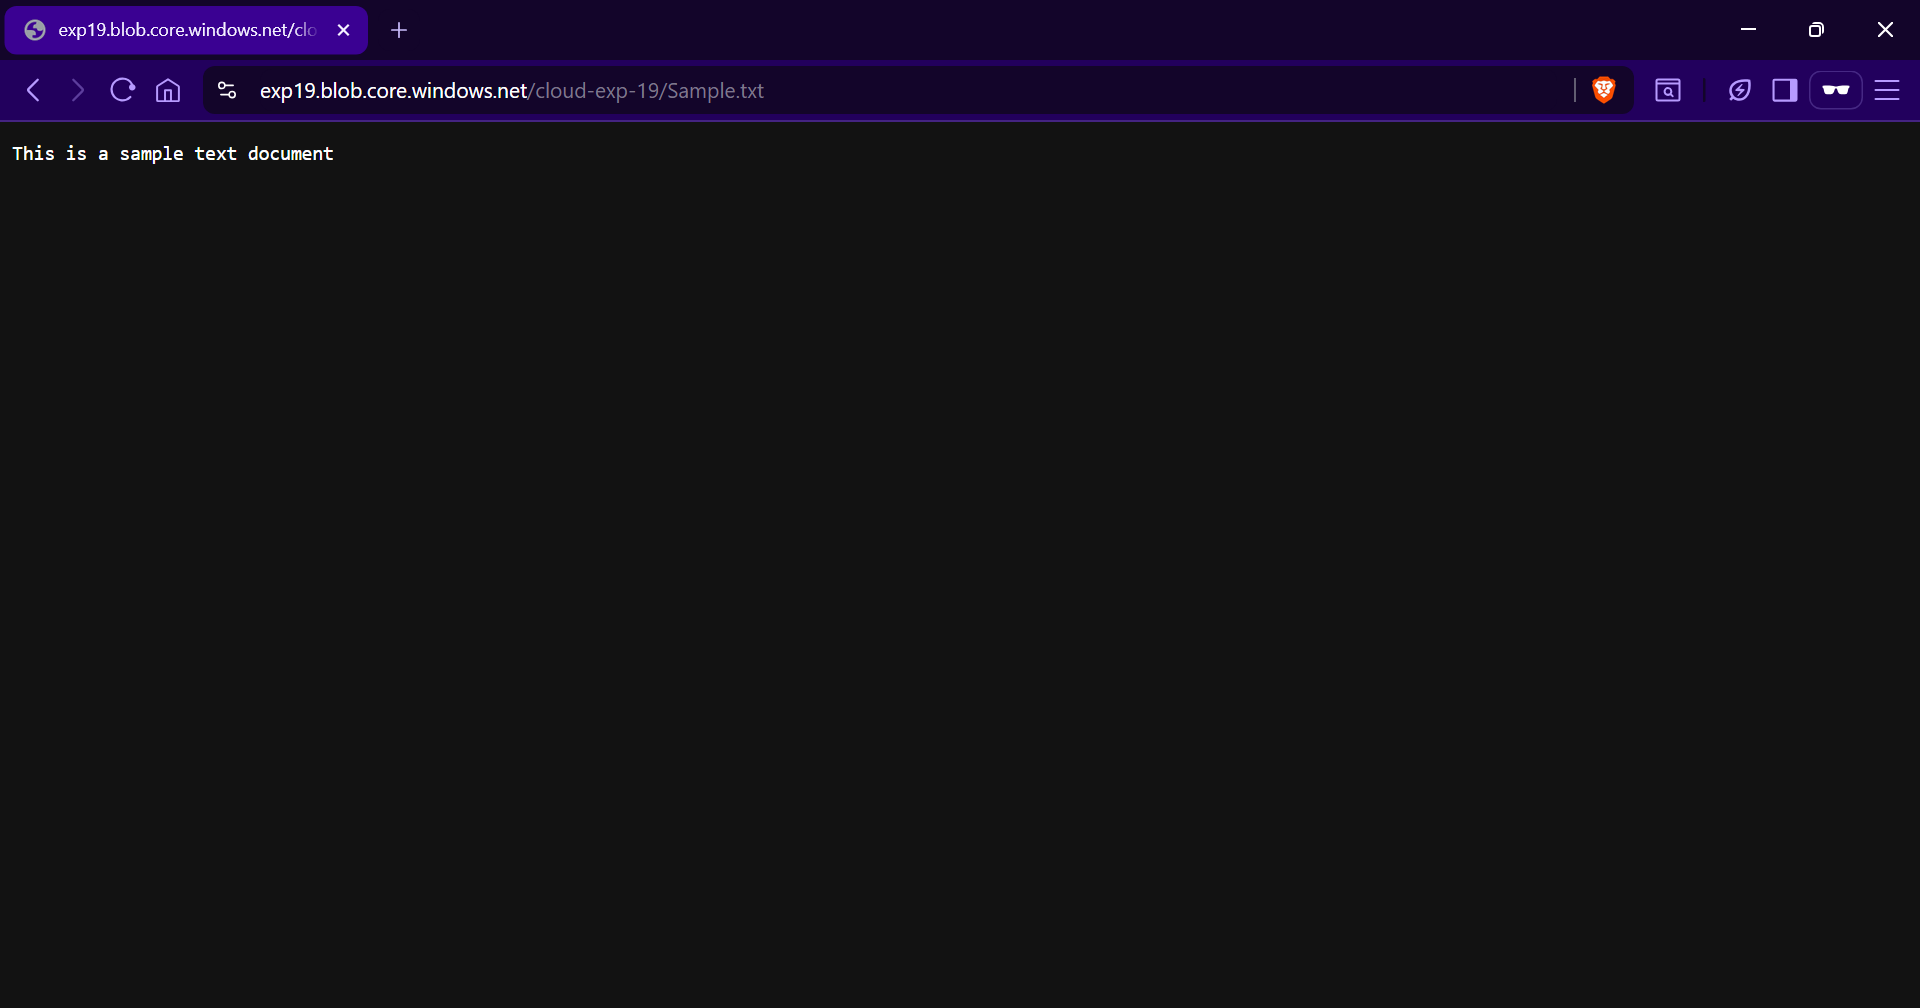 exp19.blob.core.windows.net/clo
exp19.blob.core.windows.net/cloud-exp-19/Sample.txt
This is a sample text document